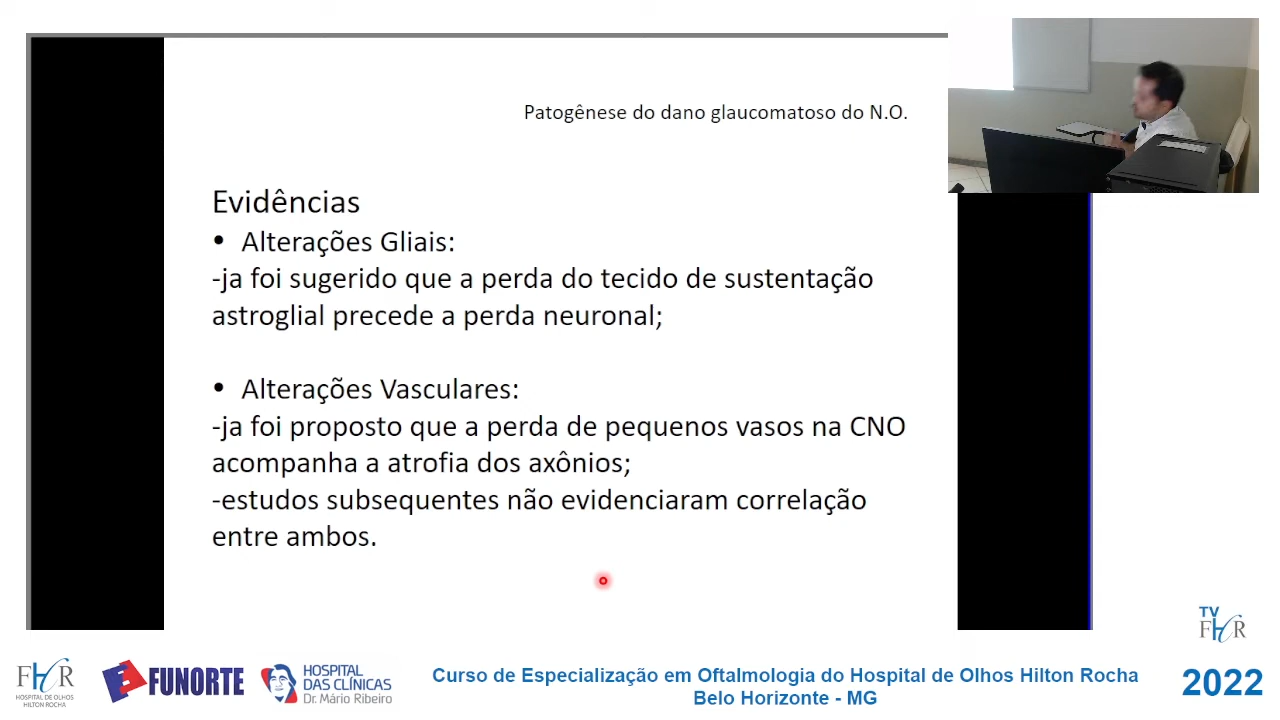 Patogênese do dano glaucomatoso do N.O.
Evidências
• Alterações Gliais:
-ja foi sugerido que a perda do tecido de sustentação
astroglial precede a perda neuronal;
• Alterações Vasculares:
-ja foi proposto que a perda de pequenos vasos na CNO
acompanha a atrofia dos axônios;
-estudos subsequentes não evidenciaram correlação
entre ambos.
TV
FHR
FHR
HOSPITAL DE OLHOS
HILTON ROCHA
FUNORTE
HOSPITAL
DAS CLÍNICAS
Dr. Mário Ribeiro
Curso de Especialização em Oftalmologia do Hospital de Olhos Hilton Rocha
Belo Horizonte - MG
2022